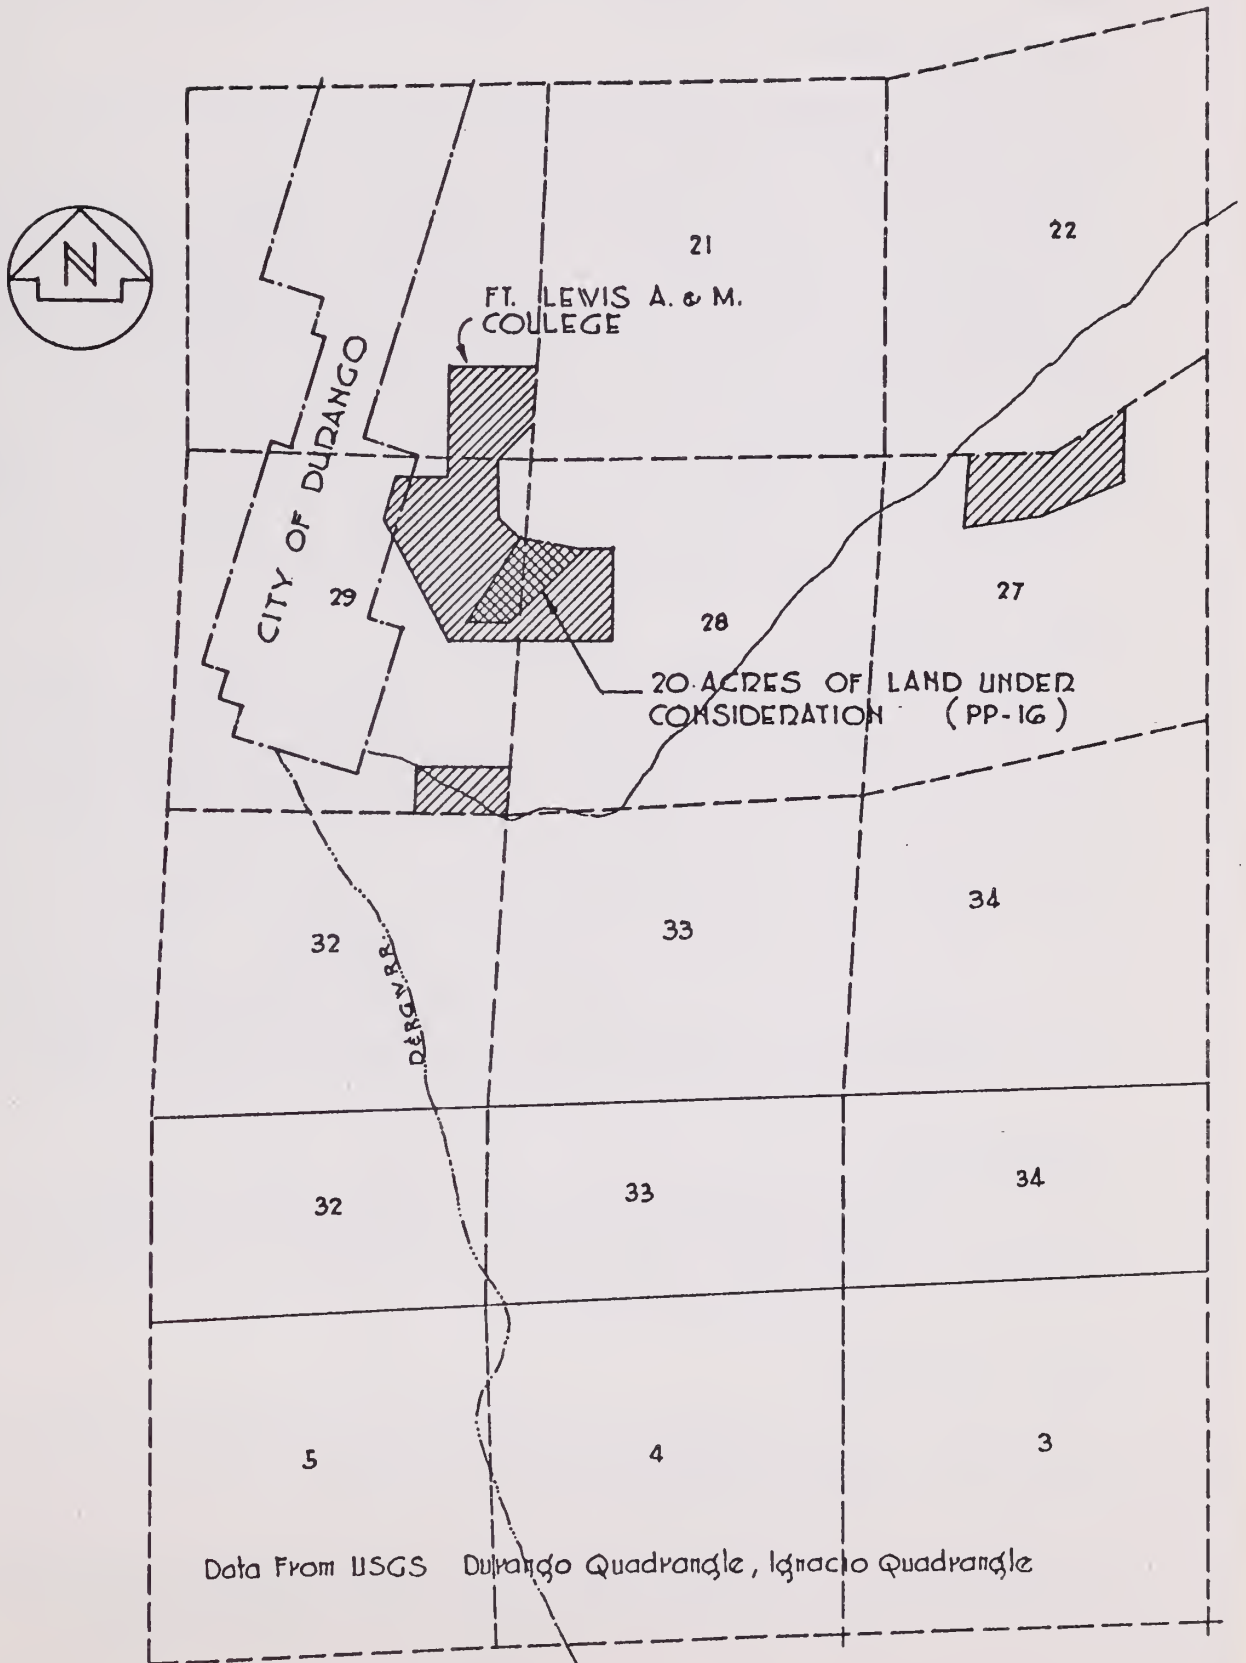 N
21
22
FT. LEWIS A. & M.
COLLEGE
CITY OF DURANGO
29
28
27
20 ACRES OF LAND UNDER
CONSIDERATION (PP-16)
32
33
34
D&RG.W.R.R.
32
33
34
5
4
3
Data From USGS Durango Quadrangle, Ignacio Quadrangle